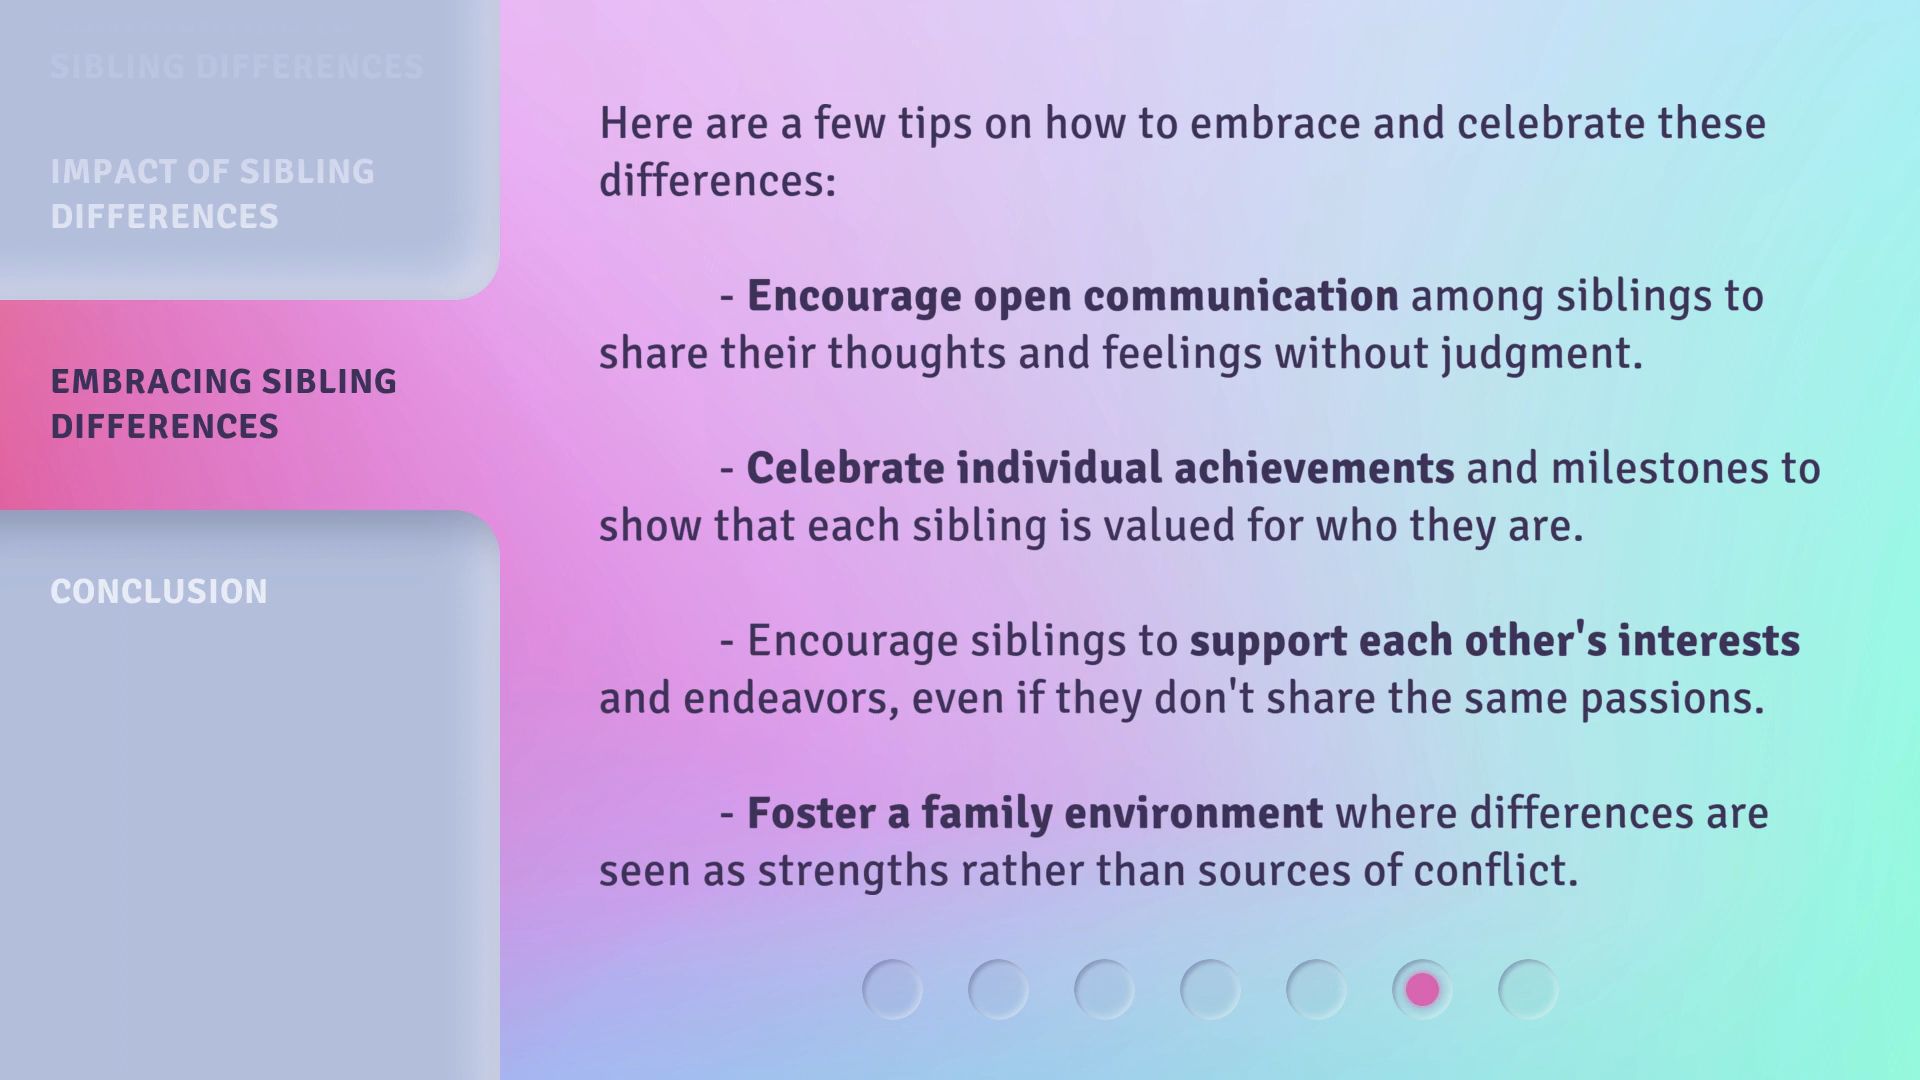 SIBLING DIFFERENCES
IMPACT OF SIBLING
DIFFERENCES
EMBRACING SIBLING
DIFFERENCES
CONCLUSION
Here are a few tips on how to embrace and celebrate these
differences:
- Encourage open communication among siblings to
share their thoughts and feelings without judgment.
- Celebrate individual achievements and milestones to
show that each sibling is valued for who they are.
- Encourage siblings to support each other's interests
and endeavors, even if they don't share the same passions.
- Foster a family environment where differences are
seen as strengths rather than sources of conflict.